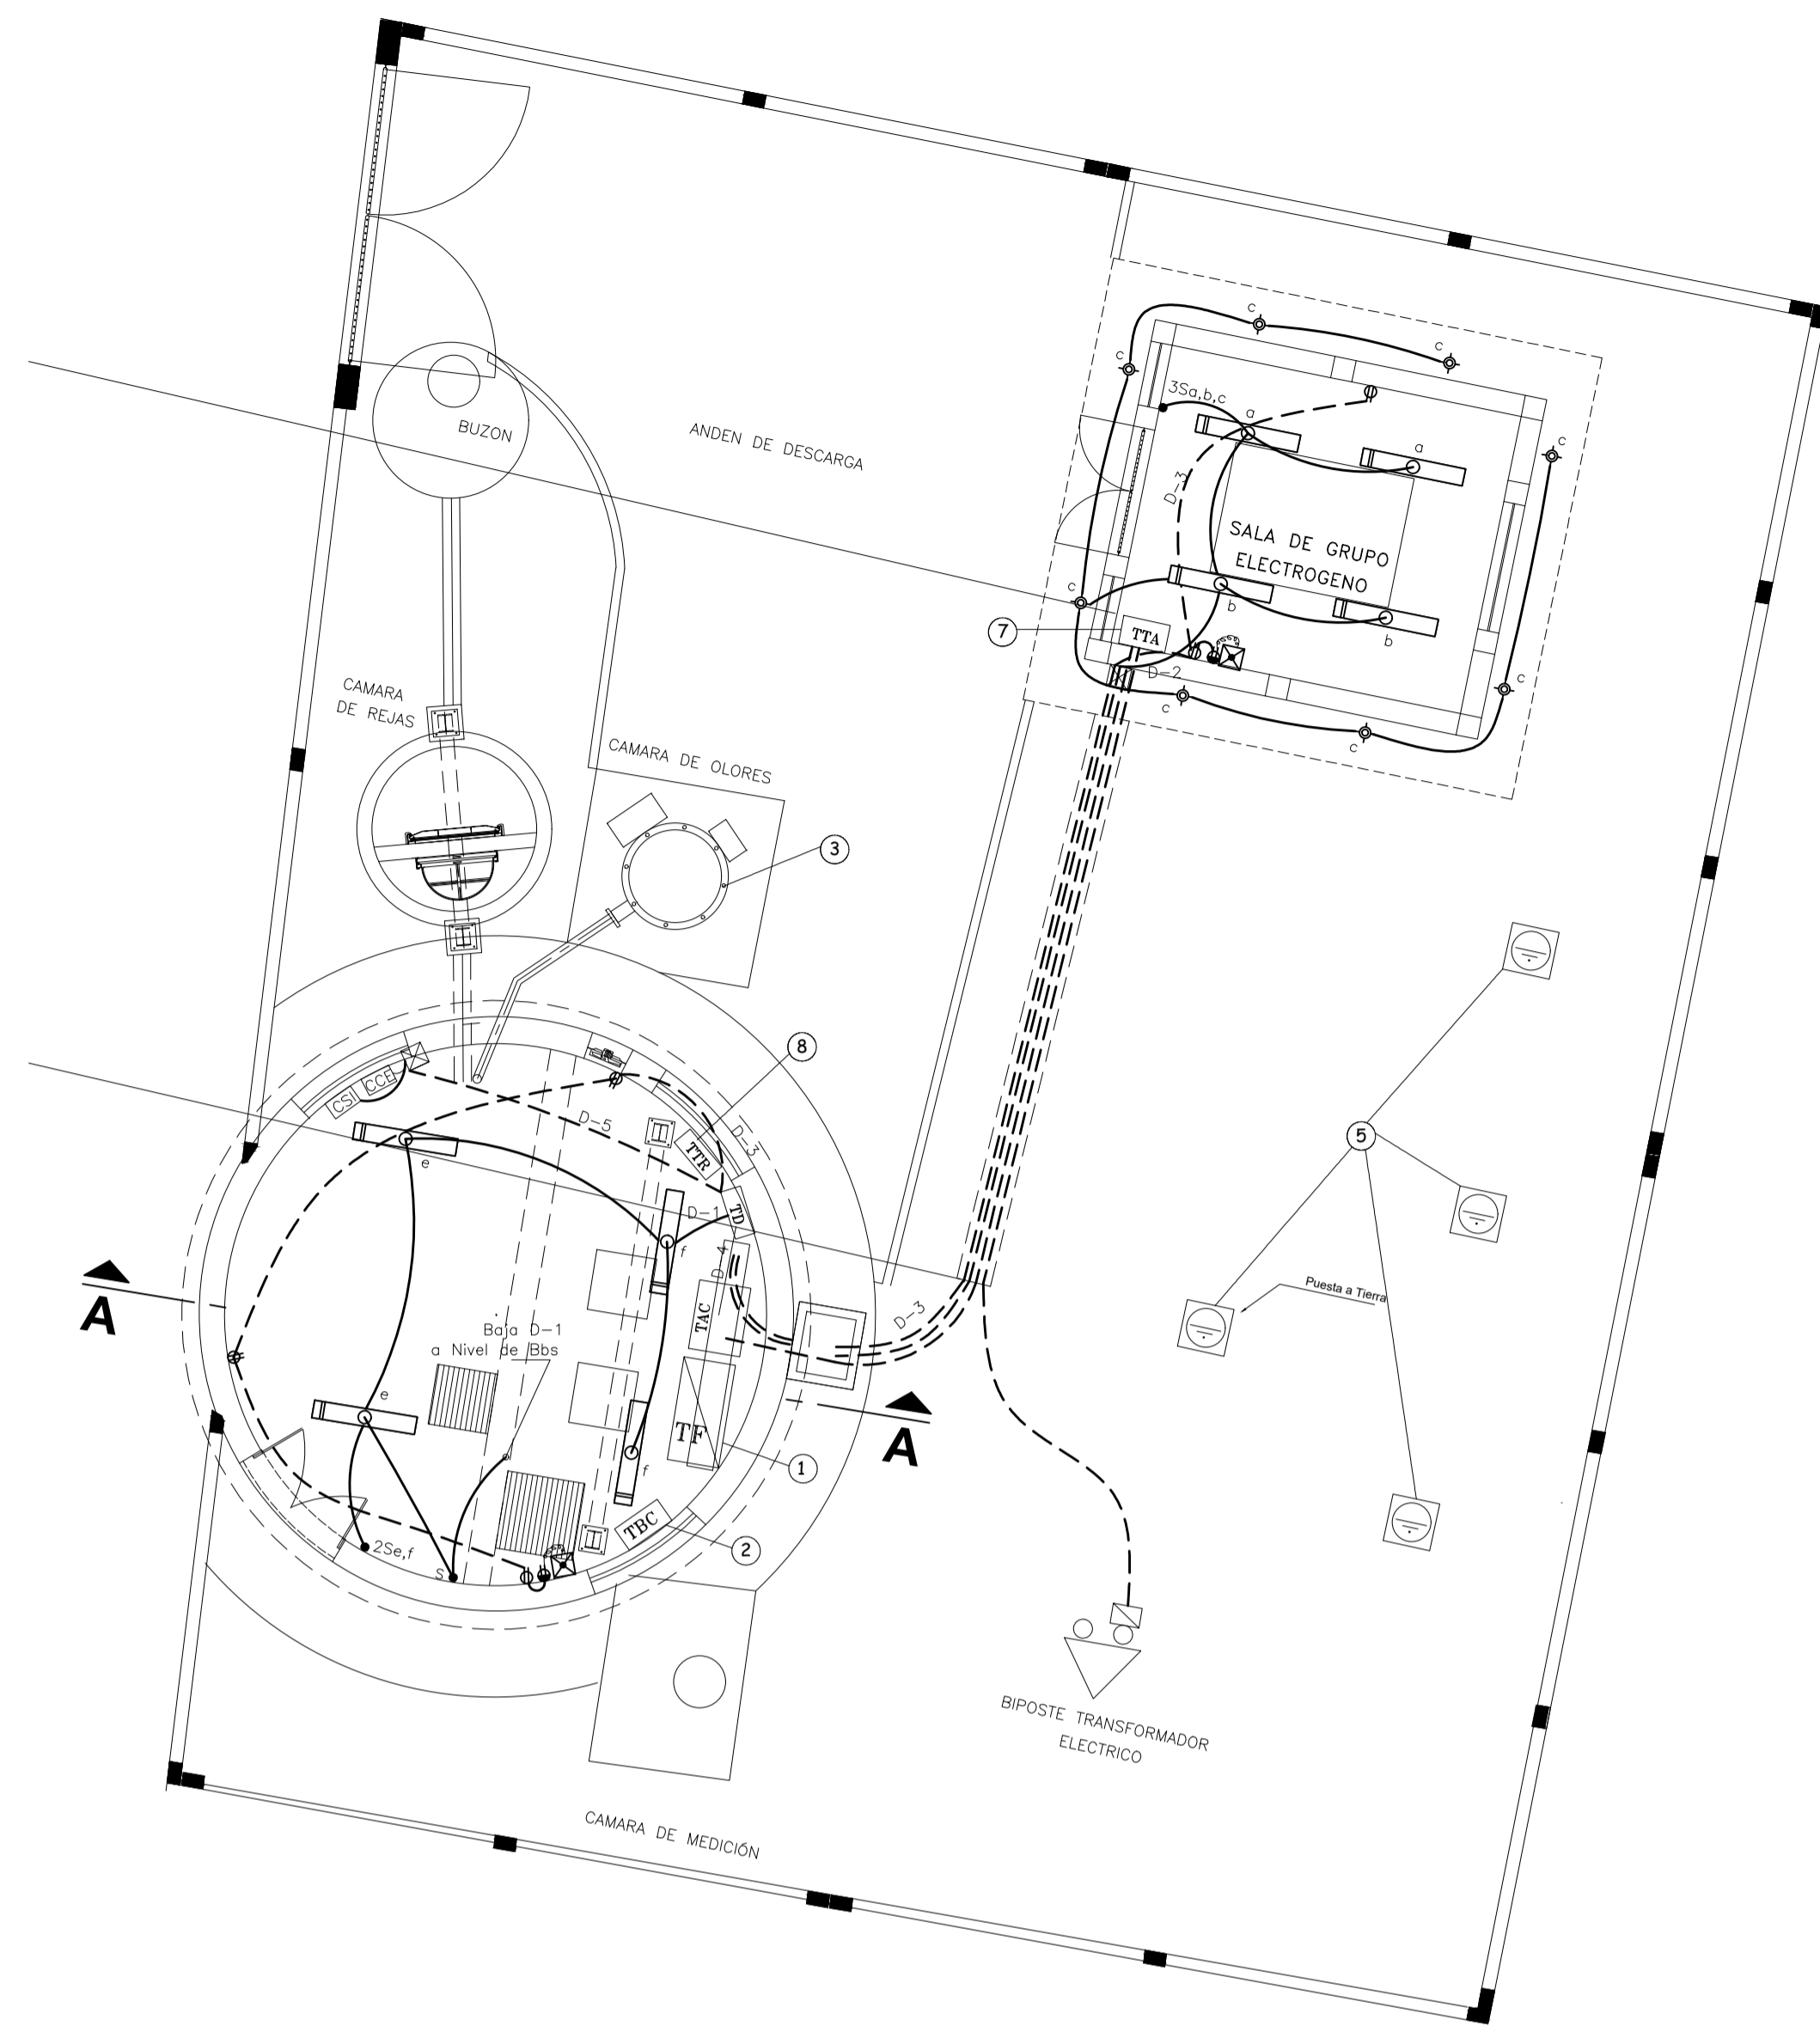 c
c
c
3Sa,b,c
a
BUZON
ANDEN DE DESCARGA
a
c
D-3
SALA DE GRUPO
ELECTROGENO
c
b
7
TTA
b
D-2
c
c
c
CAMARA
DE REJAS
CAMARA DE OLORES
3
8
CSI
CCE
D-5
D-3
TTR
5
e
D-1
TD
f
D-4
Puesta a Tierra
A
TAC
D-3
Baja D-1
a Nivel de Bbs
e
TF
A
f
1
TBC
2
2Se,f
S
BIPOSTE TRANSFORMADOR
ELECTRICO
CAMARA DE MEDICIÓN